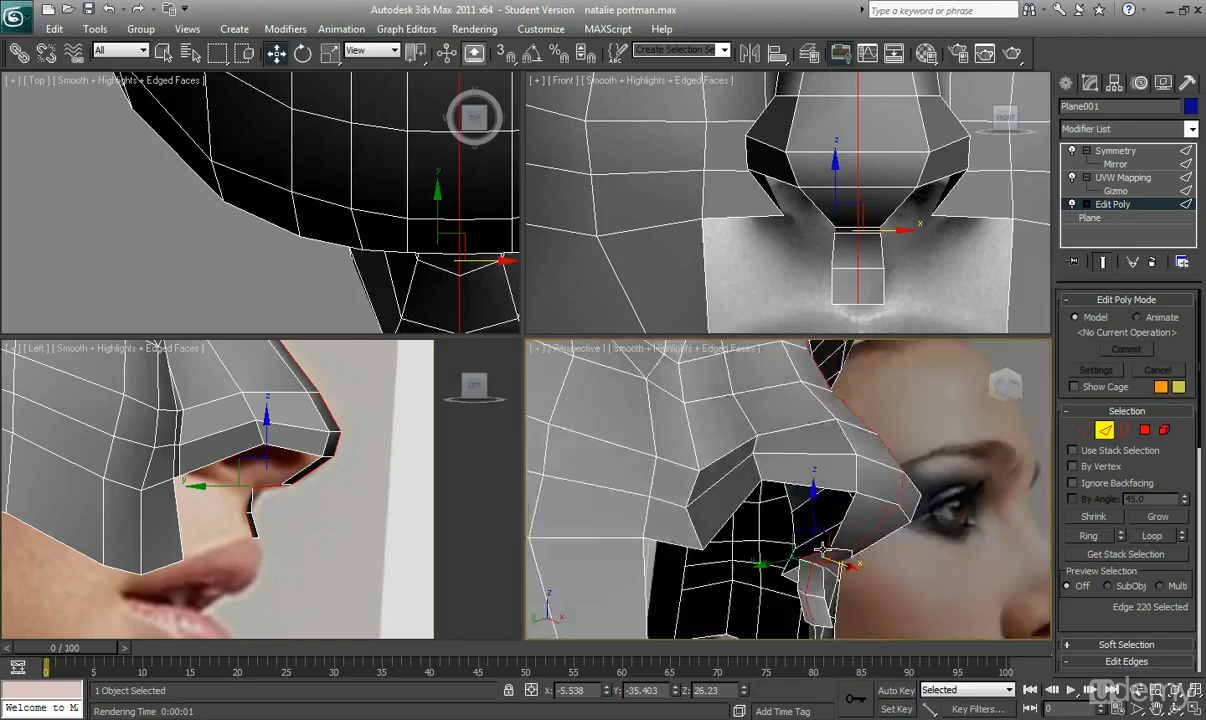 Autodesk 3ds Max 2011 x64 - Student Version natalie portman.max
Type a keyword or phrase
Edit Tools Group Views Create Modifiers Animation Graph Editors Rendering Customize MAXScript Help
All View Create Selection Se
[ + ] [ Top ] [ Smooth + Highlights + Edged Faces ]
[ + ] [ Front ] [ Smooth + Highlights + Edged Faces ]
TOP
FRONT
y
x
z
x
Plane001
Modifier List
Symmetry
Mirror
UVW Mapping
Gizmo
Edit Poly
Plane
[ + ] [ Left ] [ Smooth + Highlights + Edged Faces ]
[ + ] [ Perspective ] [ Smooth + Highlights + Edged Faces ]
LEFT
z
y
z
x
z
x
Edit Poly Mode
Model Animate
<No Current Operation>
Commit
Settings Cancel
Show Cage
Selection
Use Stack Selection
By Vertex
Ignore Backfacing
By Angle: 45.0
Shrink Grow
Ring Loop
Get Stack Selection
Preview Selection
Off SubObj Multi
Edge 220 Selected
Soft Selection
Edit Edges
0 / 100
0 5 10 15 20 25 30 35 40 45 50 55 60 65 70 75 80 85 90 95 100
1 Object Selected X: -5.538 Y: -35.403 Z: 26.23 Auto Key Selected
Welcome to M Rendering Time 0:00:01 Add Time Tag Set Key Key Filters... 0
udemy